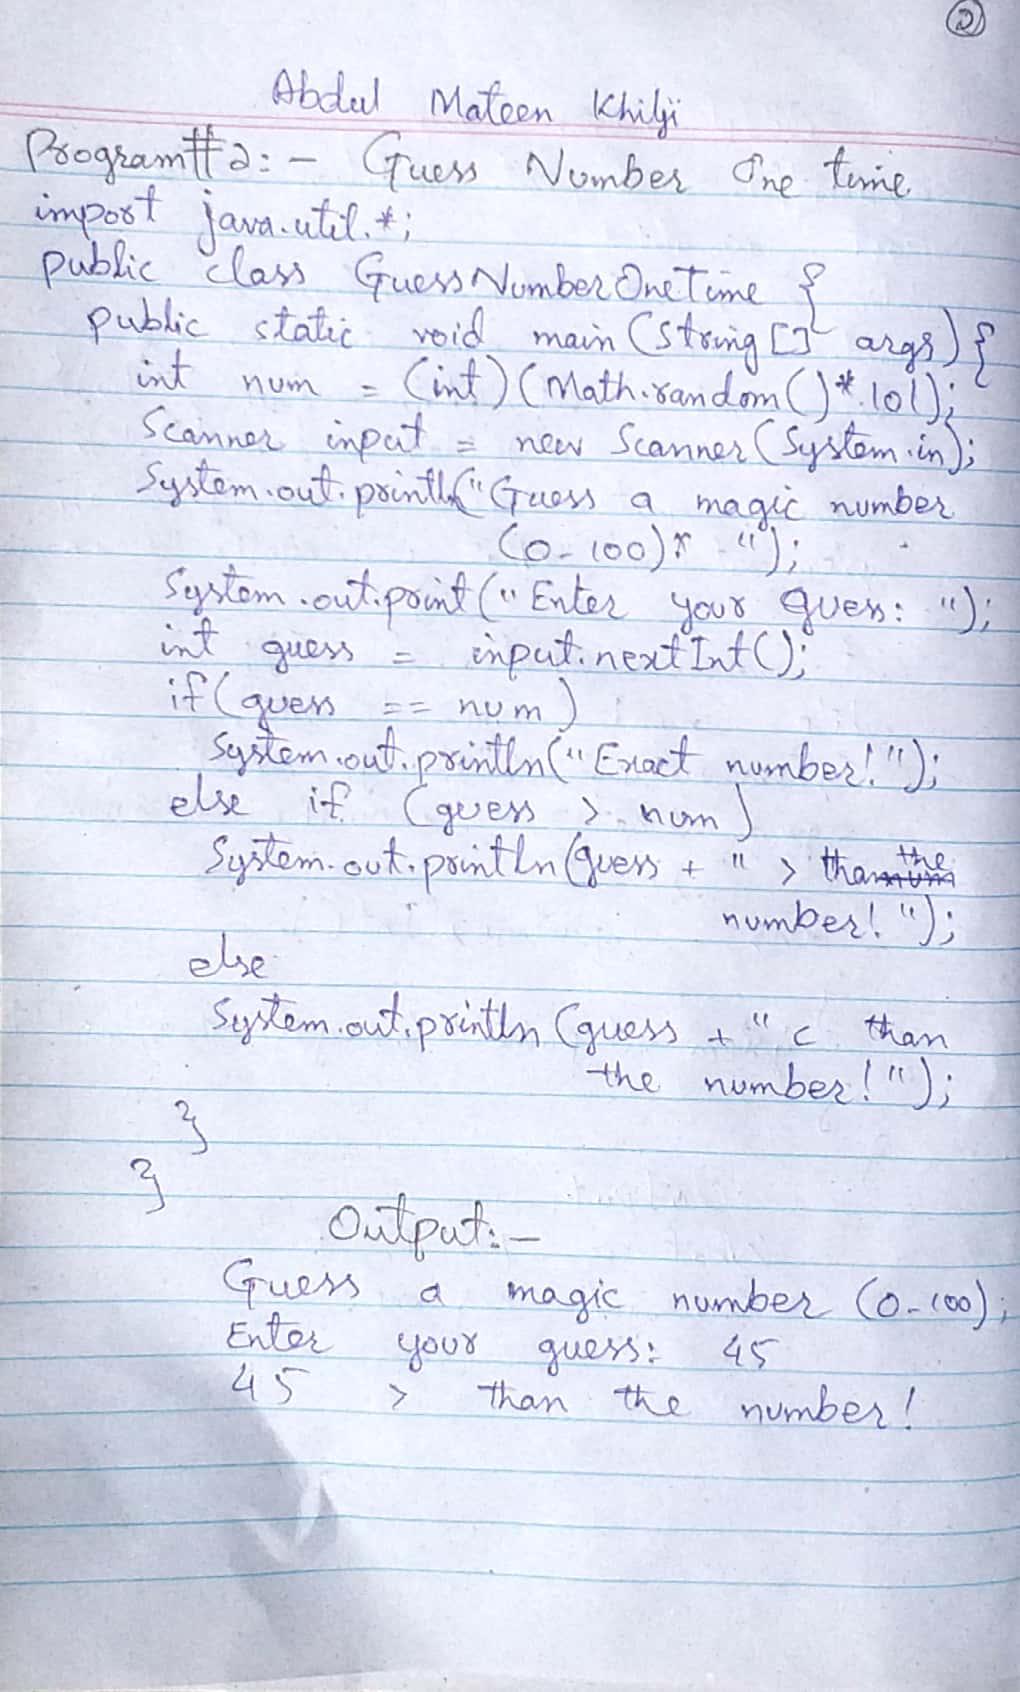 2
Abdul Mateen Khilji
Program#2:- Guess Number One time
import java.util.*;
public class GuessNumberOneTime {
public static void main (String [] args) {
int num = (int) (Math.random() * 101);
Scanner input = new Scanner (System.in);
System.out.println("Guess a magic number
(0-100) ");
System.out.print ("Enter your guess: ");
int guess = input.nextInt();
if (guess == num)
System.out.println("Exact number!");
else if (guess > num)
System.out.println (guess + " > than the
number! ");
else
System.out.println (guess + " < than
the number! ");
}
}
Output:-
Guess a magic number (0-100);
Enter your guess: 45
45 > than the number!